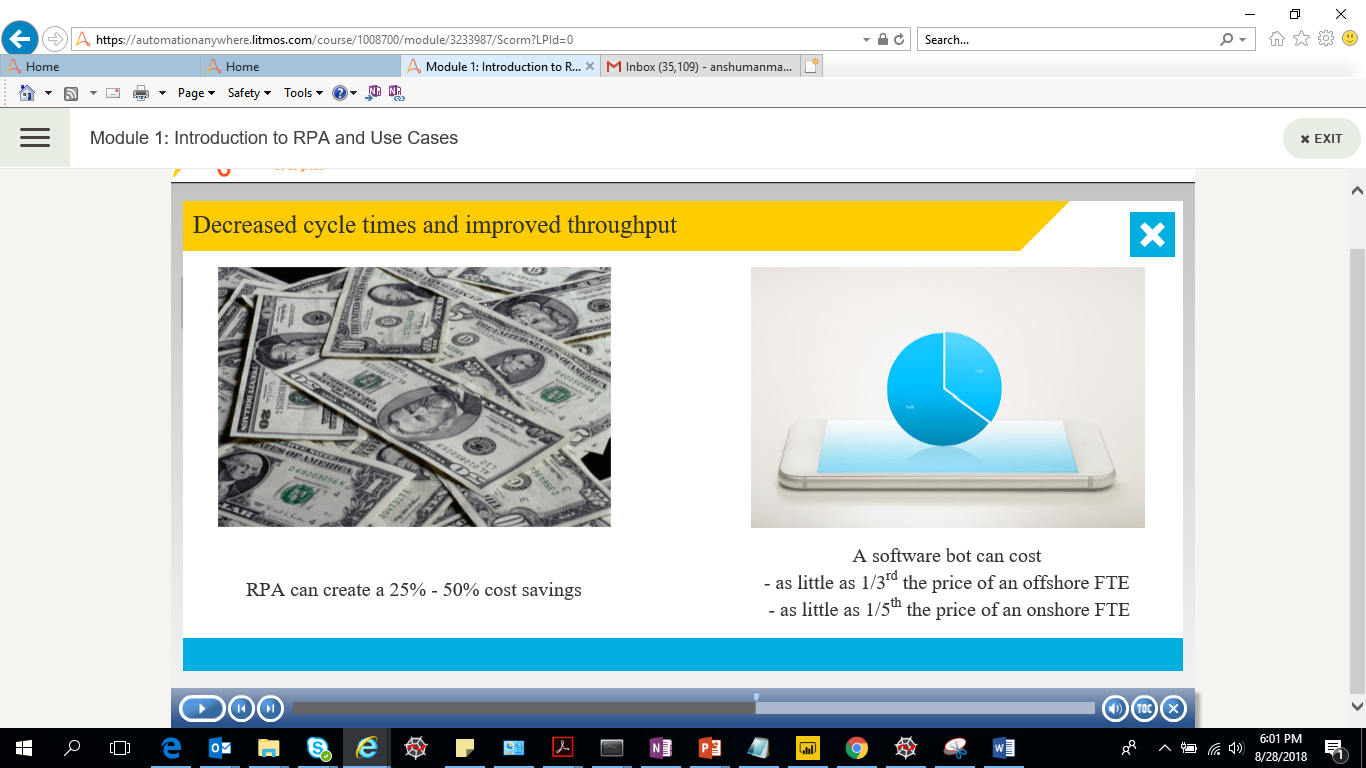 https://automationanywhere.litmos.com/course/1008700/module/3233987/Scorm?LPId=0
Search...
Home
Home
Module 1: Introduction to R...
Inbox (35,109) - anshumanma...
Page
Safety
Tools
Module 1: Introduction to RPA and Use Cases
EXIT
Decreased cycle times and improved throughput
RPA can create a 25% - 50% cost savings
A software bot can cost
- as little as 1/3rd the price of an offshore FTE
- as little as 1/5th the price of an onshore FTE
TOC
6:01 PM
8/28/2018